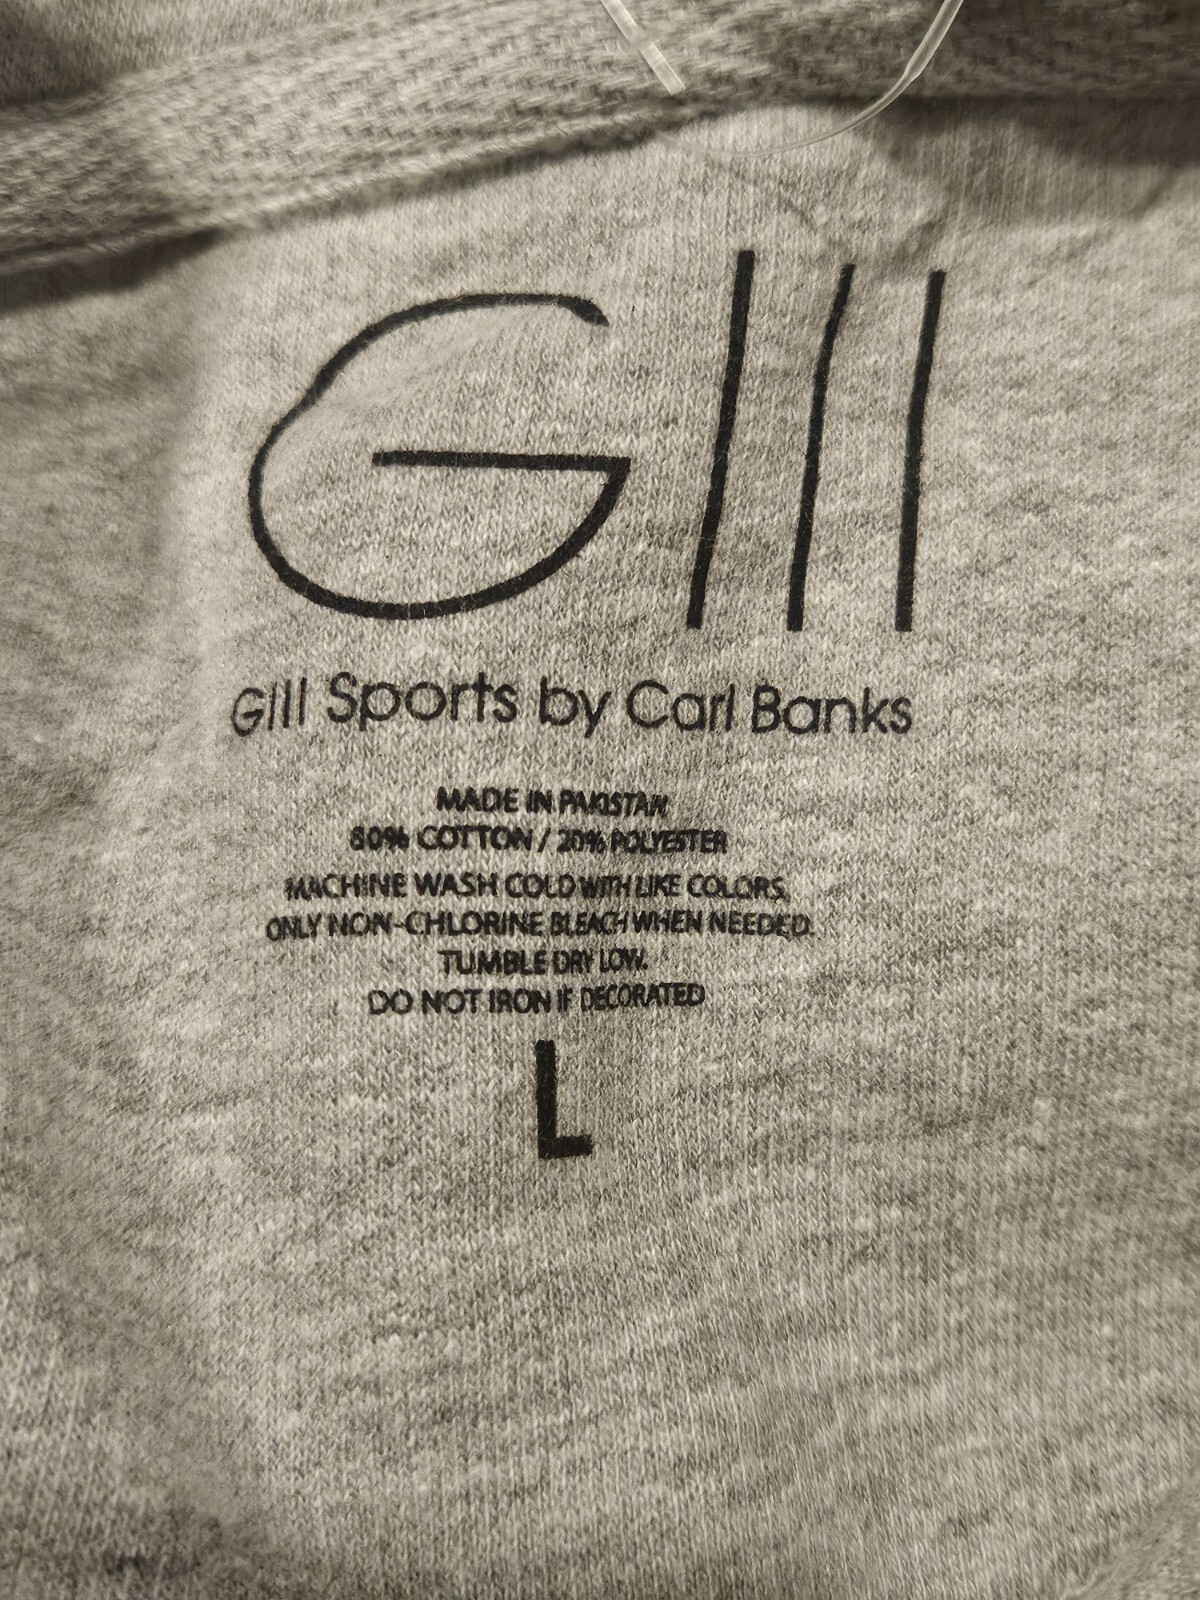 GIII
GIII Sports by Carl Banks
MADE IN PAKISTAN
80% COTTON / 20% POLYESTER
MACHINE WASH COLD WITH LIKE COLORS,
ONLY NON-CHLORINE BLEACH WHEN NEEDED.
TUMBLE DRY LOW.
DO NOT IRON IF DECORATED
L